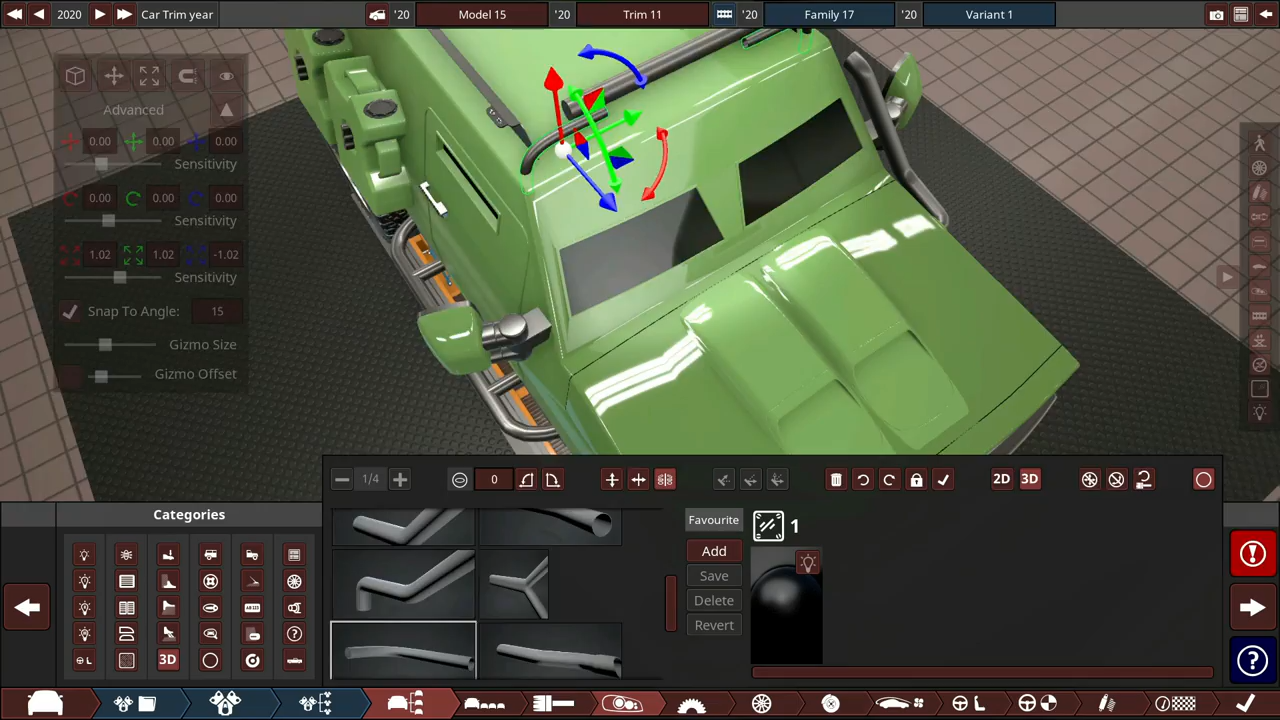 2020 Car Trim year '20 Model 15 '20 Trim 11 '20 Family 17 '20 Variant 1
Advanced
0.00 0.00 0.00
Sensitivity
0.00 0.00 0.00
Sensitivity
1.02 1.02 -1.02
Sensitivity
Snap To Angle: 15
Gizmo Size
Gizmo Offset
1/4 0 2D 3D
Categories
Favourite 1
Add
Save
Delete
Revert
L 3D